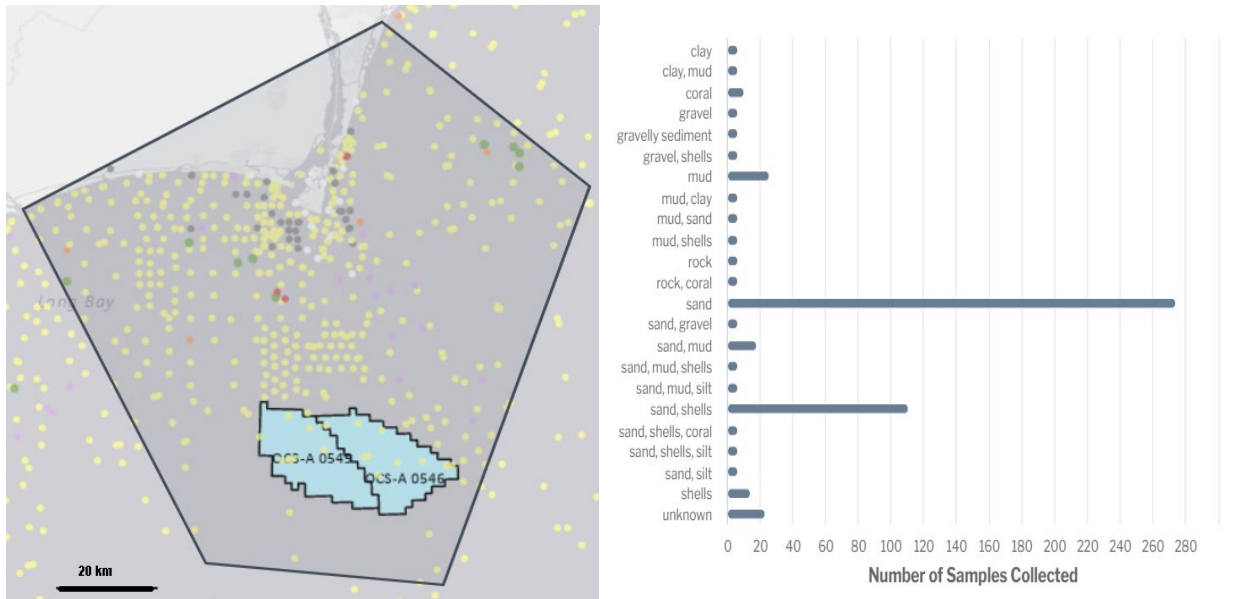 Long Bay
OCS-A 0545
OCS-A 0546
20 km
clay
clay, mud
coral
gravel
gravelly sediment
gravel, shells
mud
mud, clay
mud, sand
mud, shells
rock
rock, coral
sand
sand, gravel
sand, mud
sand, mud, shells
sand, mud, silt
sand, shells
sand, shells, coral
sand, shells, silt
sand, silt
shells
unknown
0 20 40 60 80 100 120 140 160 180 200 220 240 260 280
Number of Samples Collected